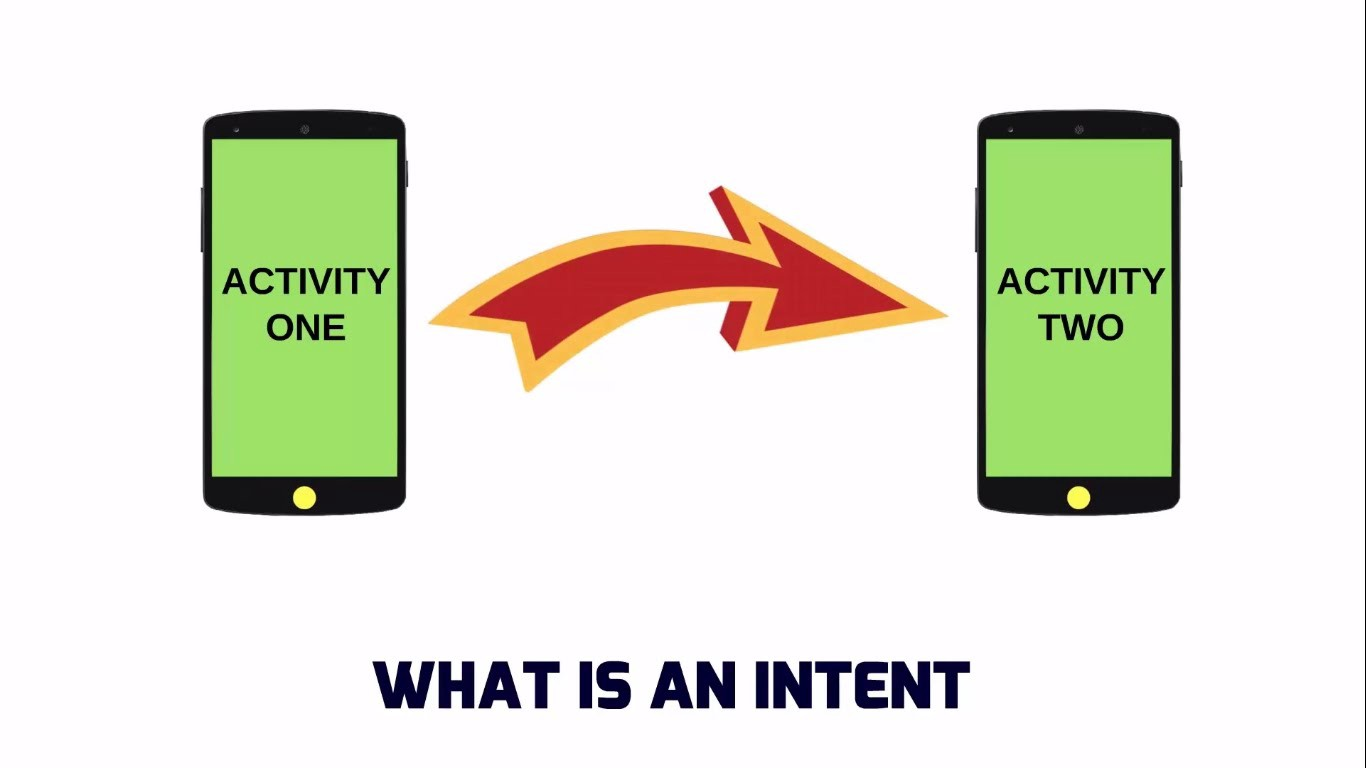 ACTIVITY
ONE
ACTIVITY
TWO
WHAT IS AN INTENT